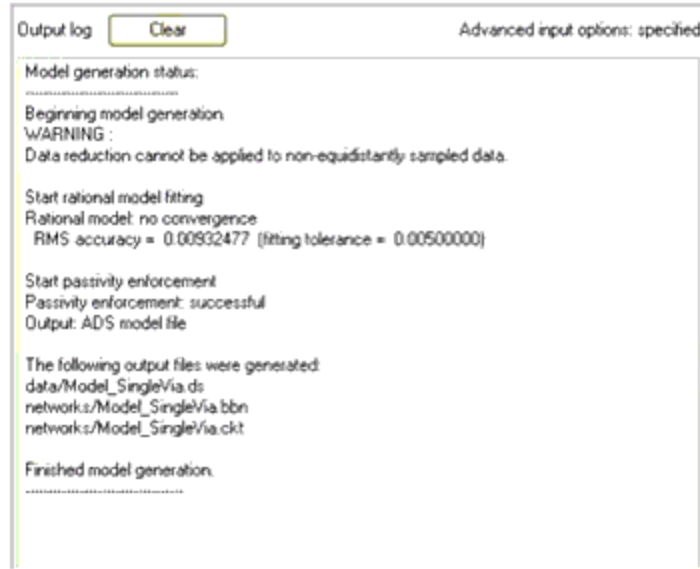 Output log Clear Advanced input options: specified
Model generation status:
--------------------------------
Beginning model generation
WARNING :
Data reduction cannot be applied to non-equidistantly sampled data.
Start rational model fitting
Rational model: no convergence
RMS accuracy = 0.00932477 (fitting tolerance = 0.00500000)
Start passivity enforcement
Passivity enforcement: successful
Output: ADS model file
The following output files were generated:
data/Model_SingleVia.ds
networks/Model_SingleVia.bbn
networks/Model_SingleVia.ckt
Finished model generation.
--------------------------------